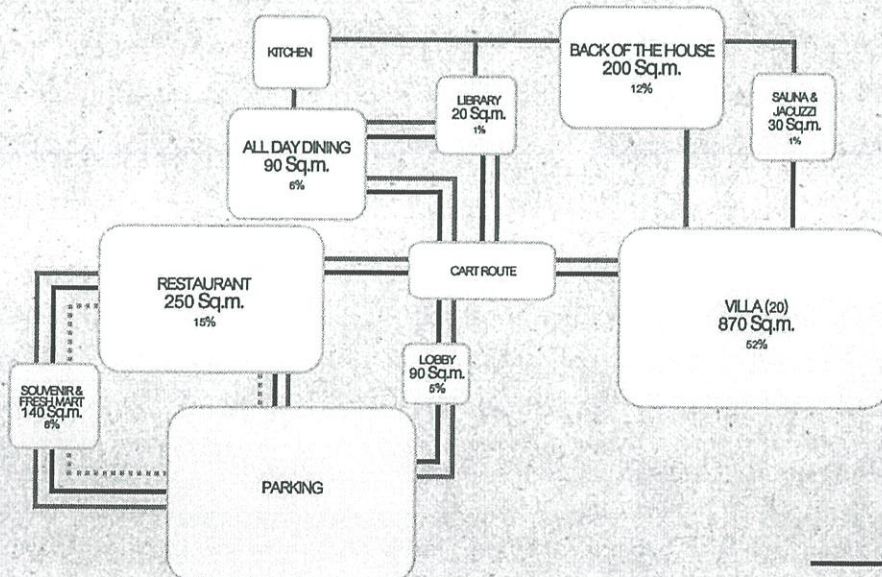 KITCHEN
BACK OF THE HOUSE
200 Sq.m.
12%
LIBRARY
20 Sq.m.
1%
SAUNA &
JACUZZI
30 Sq.m.
1%
ALL DAY DINING
90 Sq.m.
6%
CART ROUTE
RESTAURANT
250 Sq.m.
15%
VILLA (20)
870 Sq.m.
52%
LOBBY
90 Sq.m.
5%
SOUVENIR &
FRESH MART
140 Sq.m.
8%
PARKING